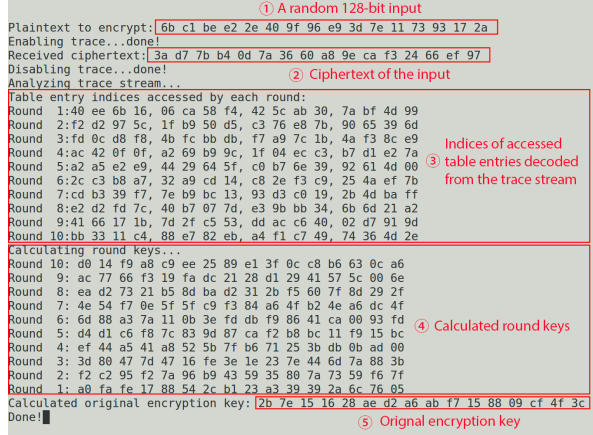 ① A random 128-bit input
Plaintext to encrypt: 6b c1 be e2 2e 40 9f 96 e9 3d 7e 11 73 93 17 2a
Enabling trace...done!
Received ciphertext: 3a d7 7b b4 0d 7a 36 60 a8 9e ca f3 24 66 ef 97
Disabling trace...done!
② Ciphertext of the input
Analyzing trace stream...
Table entry indices accessed by each round:
Round 1:40 ee 6b 16, 06 ca 58 f4, 42 5c ab 30, 7a bf 4d 99
Round 2:f2 d2 97 5c, 1f b9 50 d5, c3 76 e8 7b, 90 65 39 6d
Round 3:fd 0c d8 f8, 4b fc bb db, f7 a9 7c 1b, 4a f3 8c e9
Round 4:ac 42 0f 0f, a2 69 b9 9c, 1f 04 ec c3, b7 d1 e2 7a
Round 5:a2 a5 e2 e9, 44 29 64 5f, c0 b7 6e 39, 92 61 4d 00
Round 6:2c c3 b8 a7, 32 a9 cd 14, c8 2e f3 c9, 25 4a ef 7b
Round 7:cd b3 39 f7, 7e b9 bc 13, 93 d3 c0 19, 2b 4d ba ff
Round 8:e2 d2 fd 7c, 40 b7 07 7d, e3 9b bb 34, 6b 6d 21 a2
Round 9:41 66 17 1b, 7d 2f c5 53, dd ac c6 40, 02 d7 91 9d
Round 10:bb 33 11 c4, 88 e7 82 eb, a4 f1 c7 49, 74 36 4d 2e
③ Indices of accessed
table entries decoded
from the trace stream
Calculating round keys...
Round 10: d0 14 f9 a8 c9 ee 25 89 e1 3f 0c c8 b6 63 0c a6
Round 9: ac 77 66 f3 19 fa dc 21 28 d1 29 41 57 5c 00 6e
Round 8: ea d2 73 21 b5 8d ba d2 31 2b f5 60 7f 8d 29 2f
Round 7: 4e 54 f7 0e 5f 5f c9 f3 84 a6 4f b2 4e a6 dc 4f
Round 6: 6d 88 a3 7a 11 0b 3e fd db f9 86 41 ca 00 93 fd
Round 5: d4 d1 c6 f8 7c 83 9d 87 ca f2 b8 bc 11 f9 15 bc
Round 4: ef 44 a5 41 a8 52 5b 7f b6 71 25 3b db 0b ad 00
Round 3: 3d 80 47 7d 47 16 fe 3e 1e 23 7e 44 6d 7a 88 3b
Round 2: f2 c2 95 f2 7a 96 b9 43 59 35 80 7a 73 59 f6 7f
Round 1: a0 fa fe 17 88 54 2c b1 23 a3 39 39 2a 6c 76 05
④ Calculated round keys
Calculated original encryption key: 2b 7e 15 16 28 ae d2 a6 ab f7 15 88 09 cf 4f 3c
Done!
⑤ Orignal encryption key